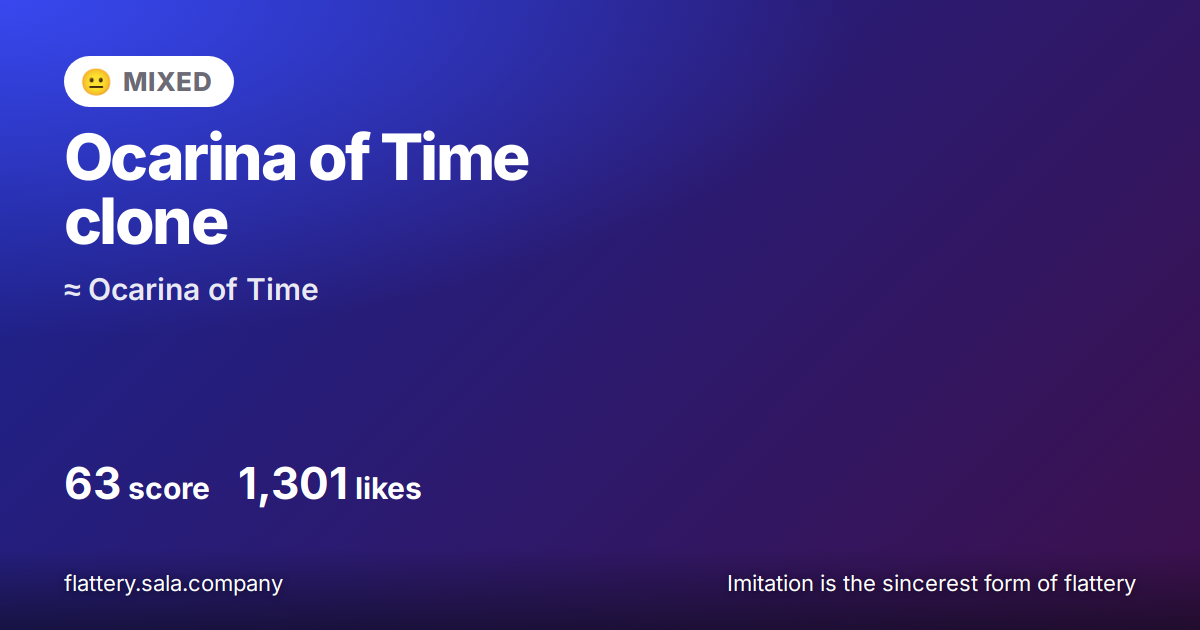 😐 MIXED
Ocarina of Time
clone
≈ Ocarina of Time
63 score 1,301 likes
flattery.sala.company
Imitation is the sincerest form of flattery